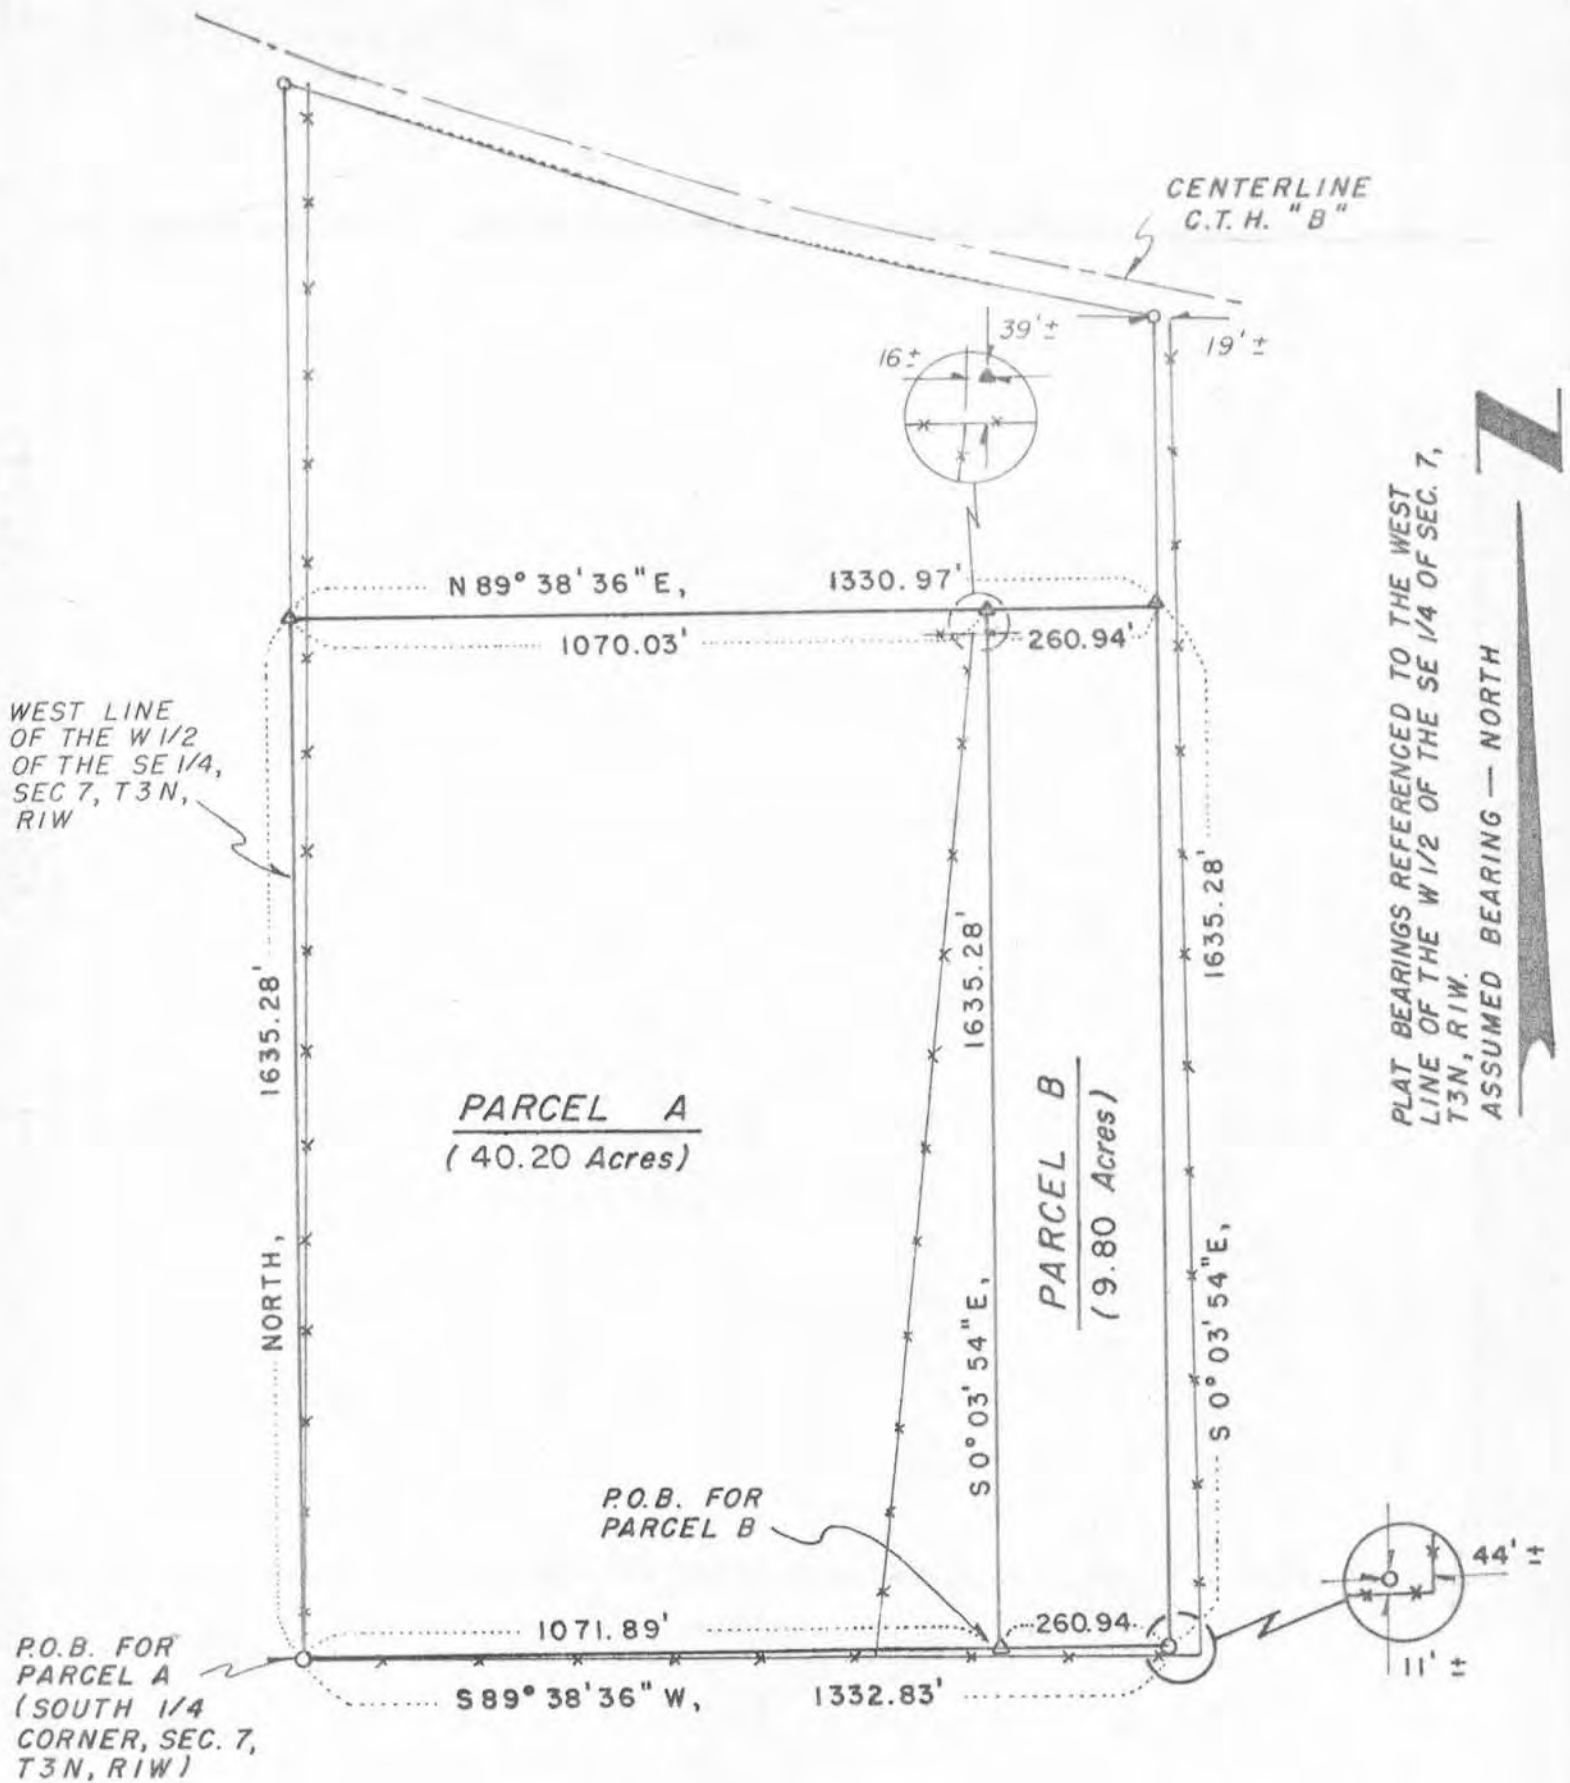 CENTERLINE
C.T.H. "B"
39'±
16±
19'±
N 89° 38' 36" E,
1330.97'
1070.03'
260.94'
WEST LINE
OF THE W 1/2
OF THE SE 1/4,
SEC 7, T3N,
R1W
1635.28'
NORTH,
PARCEL A
(40.20 Acres)
1635.28'
S 0° 03' 54" E,
PARCEL B
(9.80 Acres)
1635.28'
S 0° 03' 54" E,
PLAT BEARINGS REFERENCED TO THE WEST
LINE OF THE W 1/2 OF THE SE 1/4 OF SEC. 7,
T3N, R1W.
ASSUMED BEARING — NORTH
Z
P.O.B. FOR
PARCEL B
44' ±
11' ±
1071.89'
260.94
S 89° 38' 36" W,
1332.83'
P.O.B. FOR
PARCEL A
(SOUTH 1/4
CORNER, SEC. 7,
T3N, R1W)